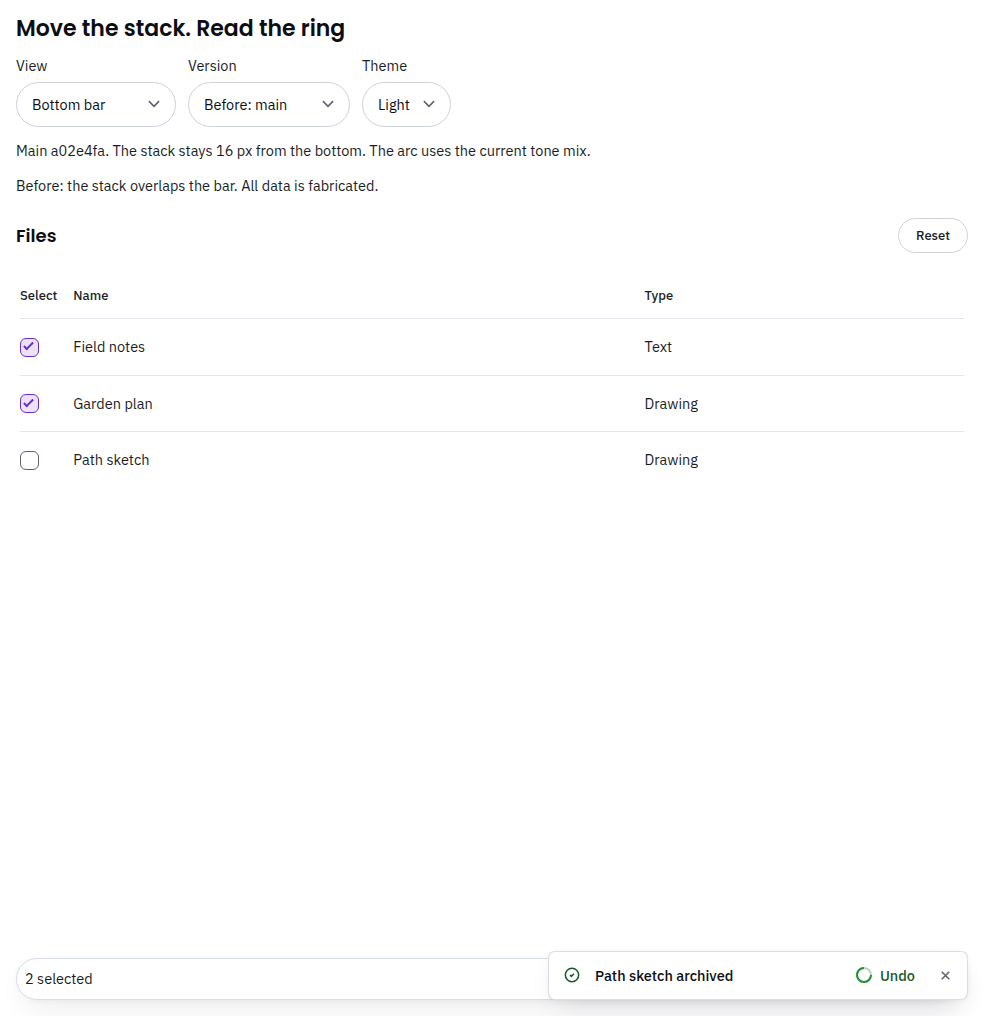 Move the stack. Read the ring
View Version Theme
Bottom bar Before: main Light
Main a02e4fa. The stack stays 16 px from the bottom. The arc uses the current tone mix.
Before: the stack overlaps the bar. All data is fabricated.
Files Reset
Select Name Type
Field notes Text
Garden plan Drawing
Path sketch Drawing
2 selected Path sketch archived Undo